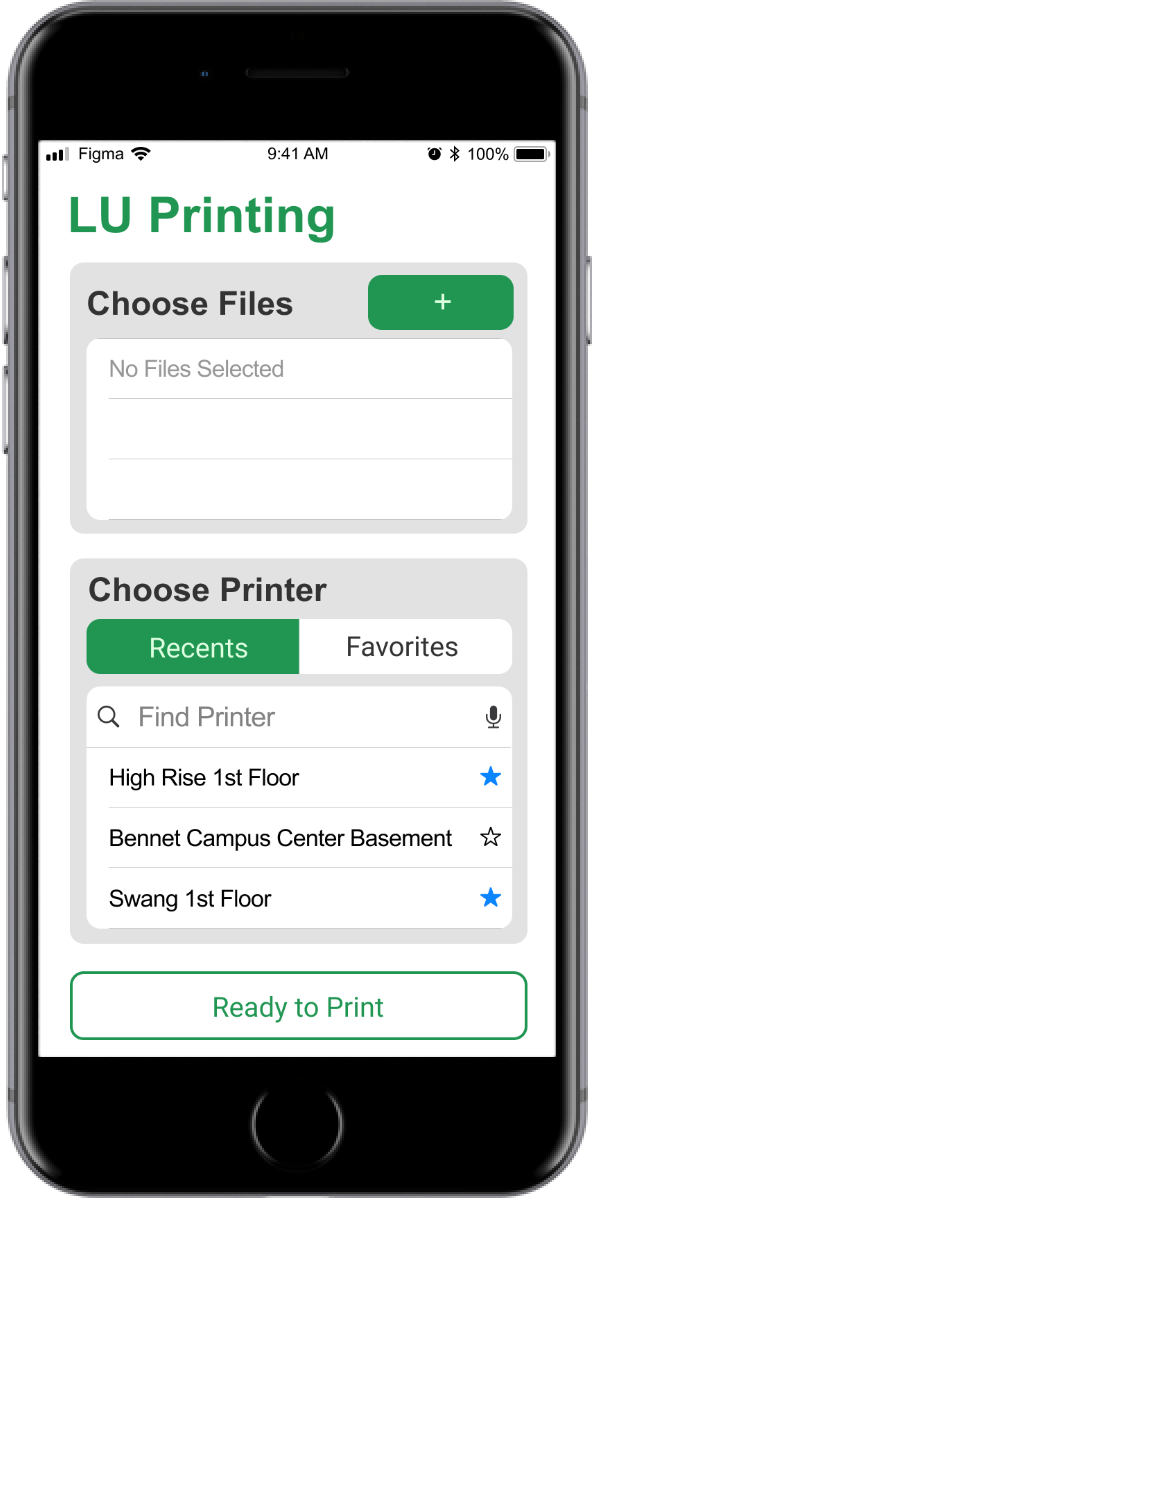 Figma 9:41 AM 100%
LU Printing
Choose Files +
No Files Selected
Choose Printer
Recents Favorites
Find Printer
High Rise 1st Floor
Bennet Campus Center Basement
Swang 1st Floor
Ready to Print